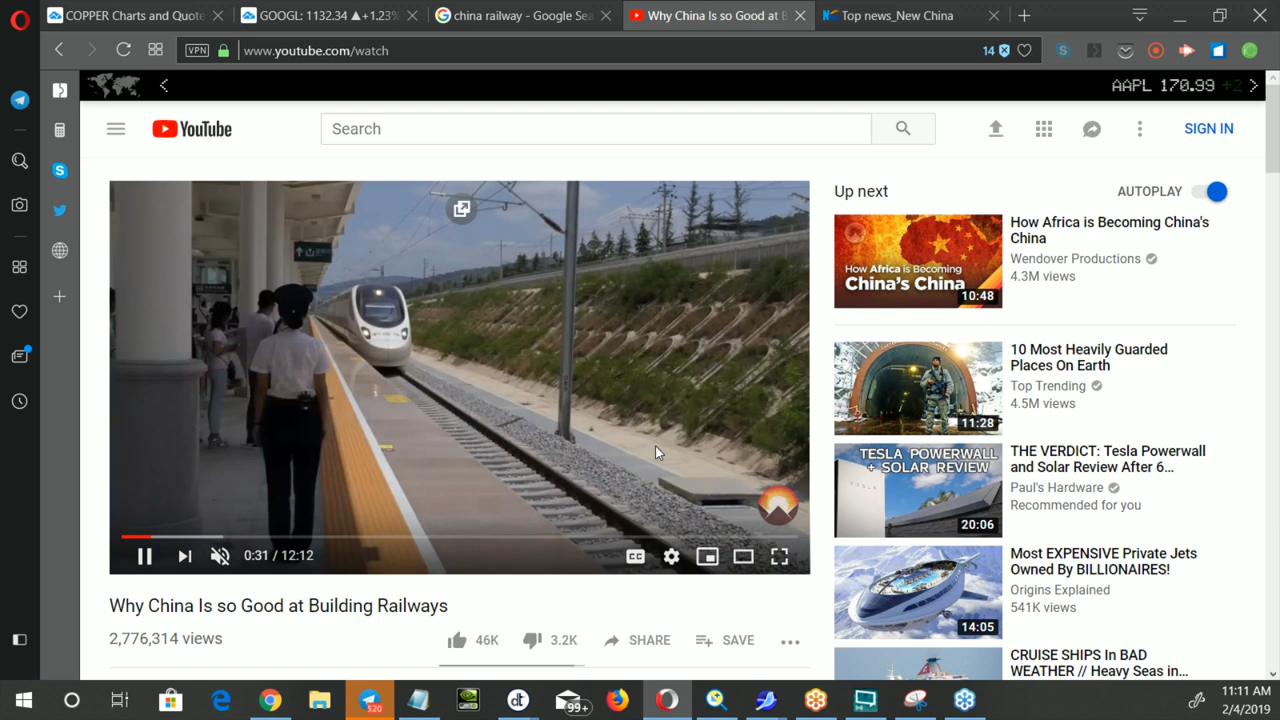 COPPER Charts and Quote
GOOGL: 1132.34 ▲+1.23%
china railway - Google Sea
Why China Is so Good at B
Top news_New China
VPN
www.youtube.com/watch
14
AAPL 170.99 +2
YouTube
Search
SIGN IN
Up next
AUTOPLAY
How Africa is Becoming
China's China
10:48
How Africa is Becoming China's
China
Wendover Productions
4.3M views
11:28
10 Most Heavily Guarded
Places On Earth
Top Trending
4.5M views
TESLA POWERWALL
+ SOLAR REVIEW
TESLA
20:06
THE VERDICT: Tesla Powerwall
and Solar Review After 6...
Paul's Hardware
Recommended for you
14:05
Most EXPENSIVE Private Jets
Owned By BILLIONAIRES!
Origins Explained
541K views
CRUISE SHIPS In BAD
WEATHER // Heavy Seas in...
0:31 / 12:12
CC
Why China Is so Good at Building Railways
2,776,314 views
46K
3.2K
SHARE
SAVE
520
dt
99+
11:11 AM
2/4/2019